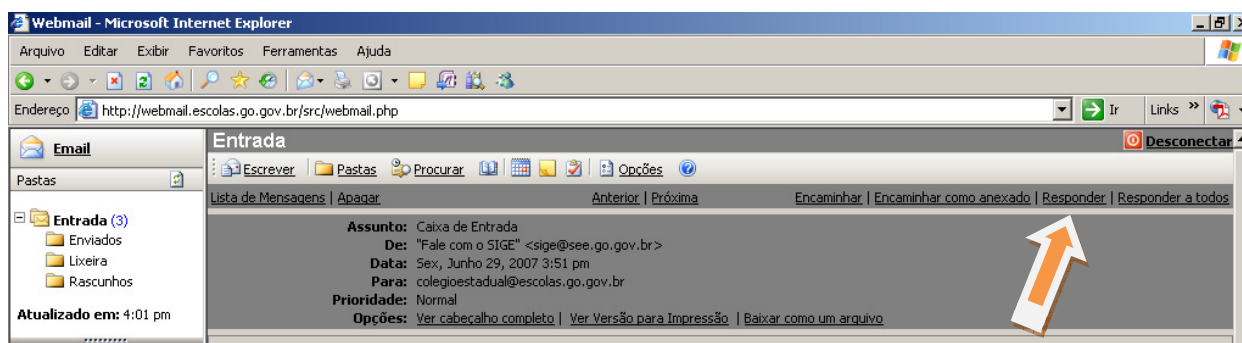 Webmail - Microsoft Internet Explorer
Arquivo Editar Exibir Favoritos Ferramentas Ajuda
Endereço http://webmail.escolas.go.gov.br/src/webmail.php Ir Links »
Email
Entrada Desconectar
Escrever Pastas Procurar Opções
Pastas
Lista de Mensagens | Apagar Anterior | Próxima Encaminhar | Encaminhar como anexado | Responder | Responder a todos
Entrada (3)
Enviados
Lixeira
Rascunhos
Atualizado em: 4:01 pm
Assunto: Caixa de Entrada
De: "Fale com o SIGE" <sige@see.go.gov.br>
Data: Sex, Junho 29, 2007 3:51 pm
Para: colegioestadual@escolas.go.gov.br
Prioridade: Normal
Opções: Ver cabeçalho completo | Ver Versão para Impressão | Baixar como um arquivo